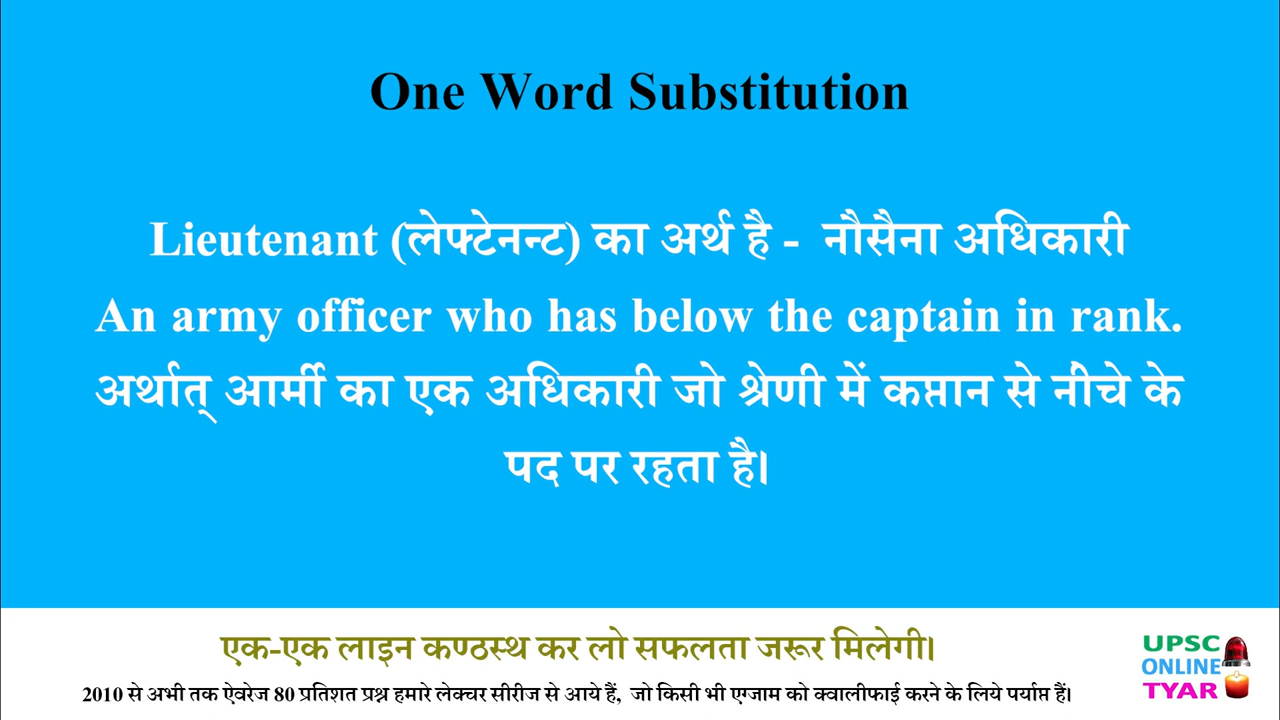 One Word Substitution
Lieutenant (लेफ्टेनन्ट) का अर्थ है - नौसैना अधिकारी
An army officer who has below the captain in rank.
अर्थात् आर्मी का एक अधिकारी जो श्रेणी में कप्तान से नीचे के
पद पर रहता है।
एक-एक लाइन कण्ठस्थ कर लो सफलता जरूर मिलेगी।
2010 से अभी तक ऐवरेज 80 प्रतिशत प्रश्न हमारे लेक्चर सीरीज से आये हैं, जो किसी भी एग्जाम को क्वालीफाई करने के लिये पर्याप्त हैं।
UPSC
ONLINE
TYAR